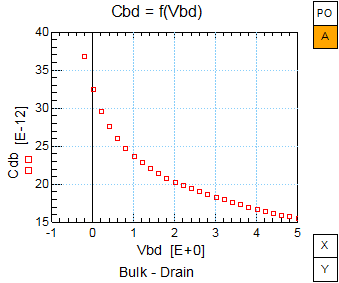 Cbd = f(Vbd)
PO
A
40
35
30
25
20
15
Cdb [E-12]
-1 0 1 2 3 4 5
Vbd [E+0]
Bulk - Drain
X
Y